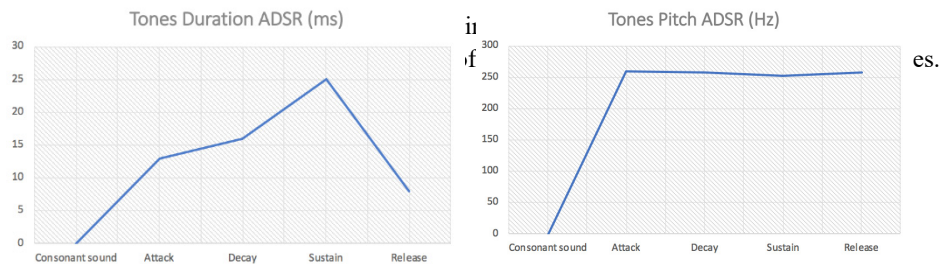 Tones Duration ADSR (ms)
30
25
20
15
10
5
0
Consonant sound Attack Decay Sustain Release
Tones Pitch ADSR (Hz)
300
250
200
150
100
50
0
Consonant sound Attack Decay Sustain Release
of
es.